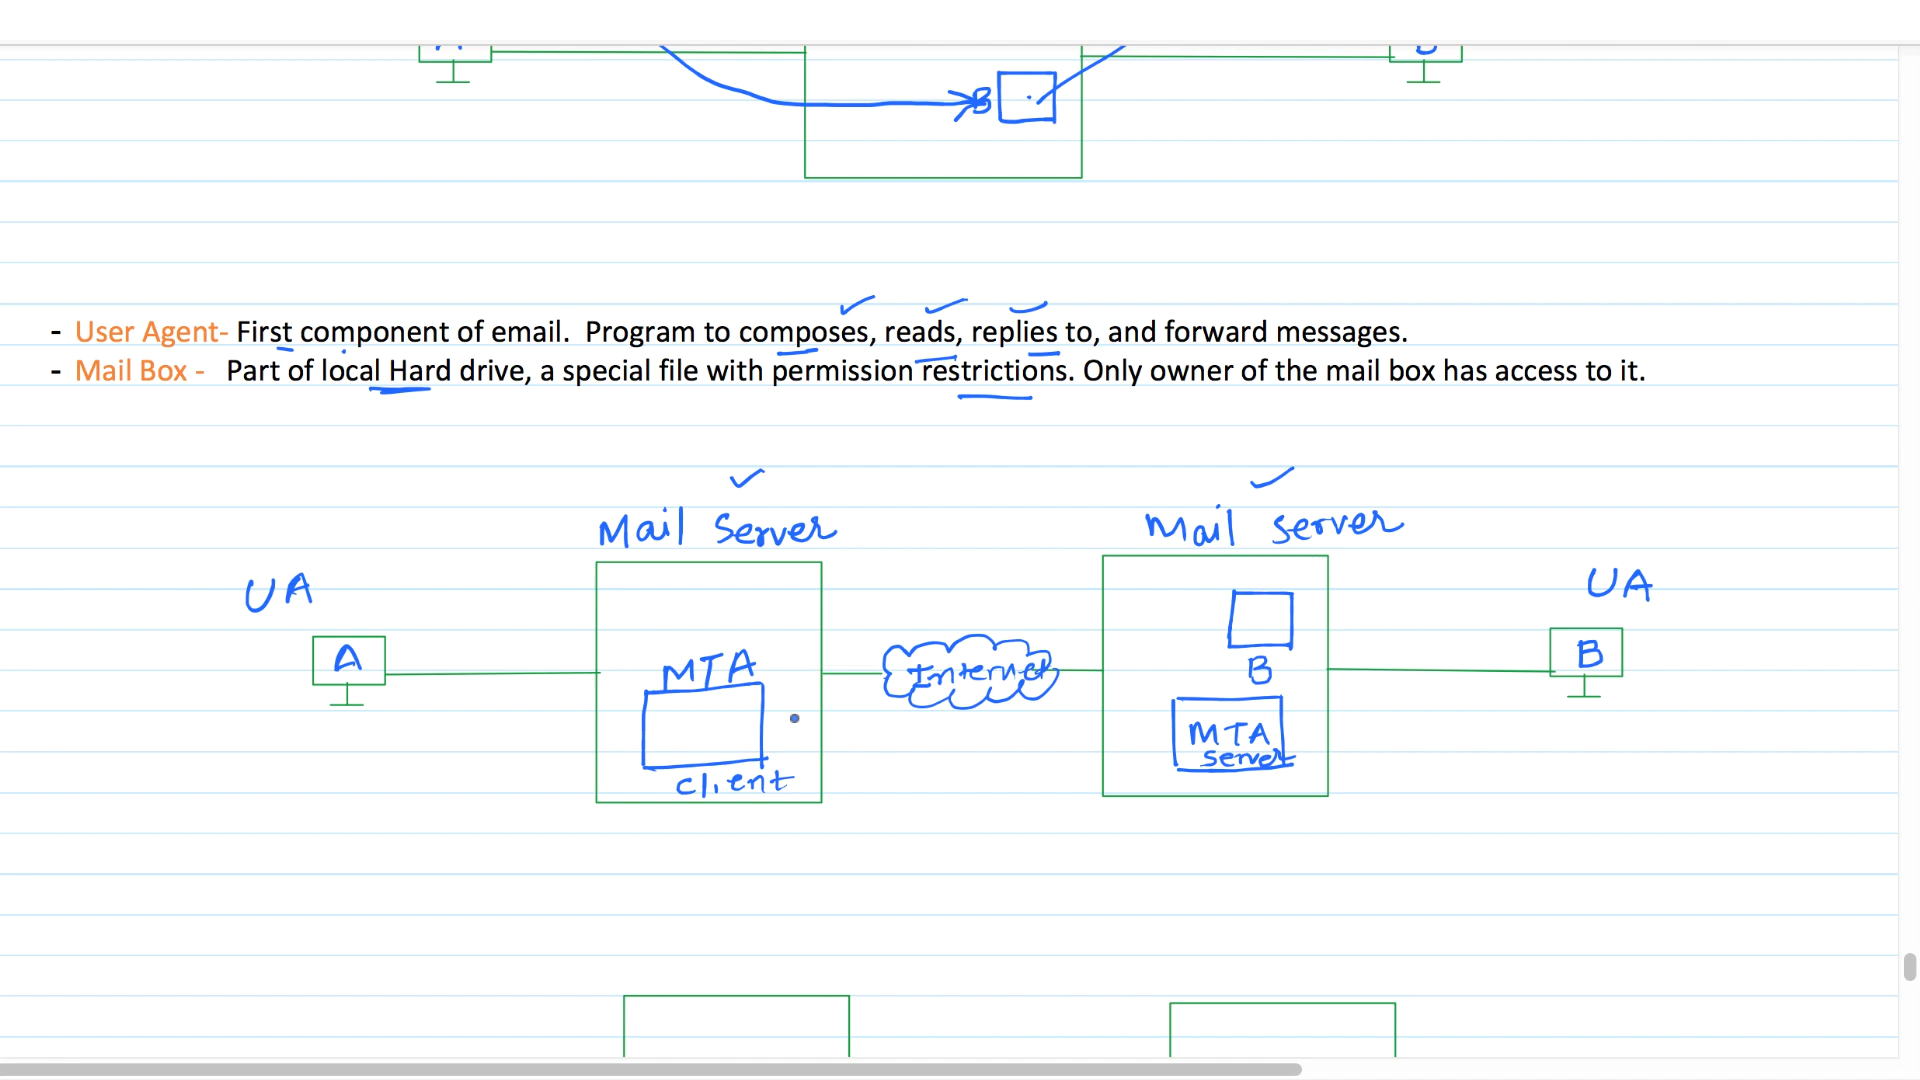 B
- User Agent- First component of email. Program to composes, reads, replies to, and forward messages.
- Mail Box - Part of local Hard drive, a special file with permission restrictions. Only owner of the mail box has access to it.
Mail Server
Mail server
UA
UA
A
MTA
Internet
B
B
client
MTA
server